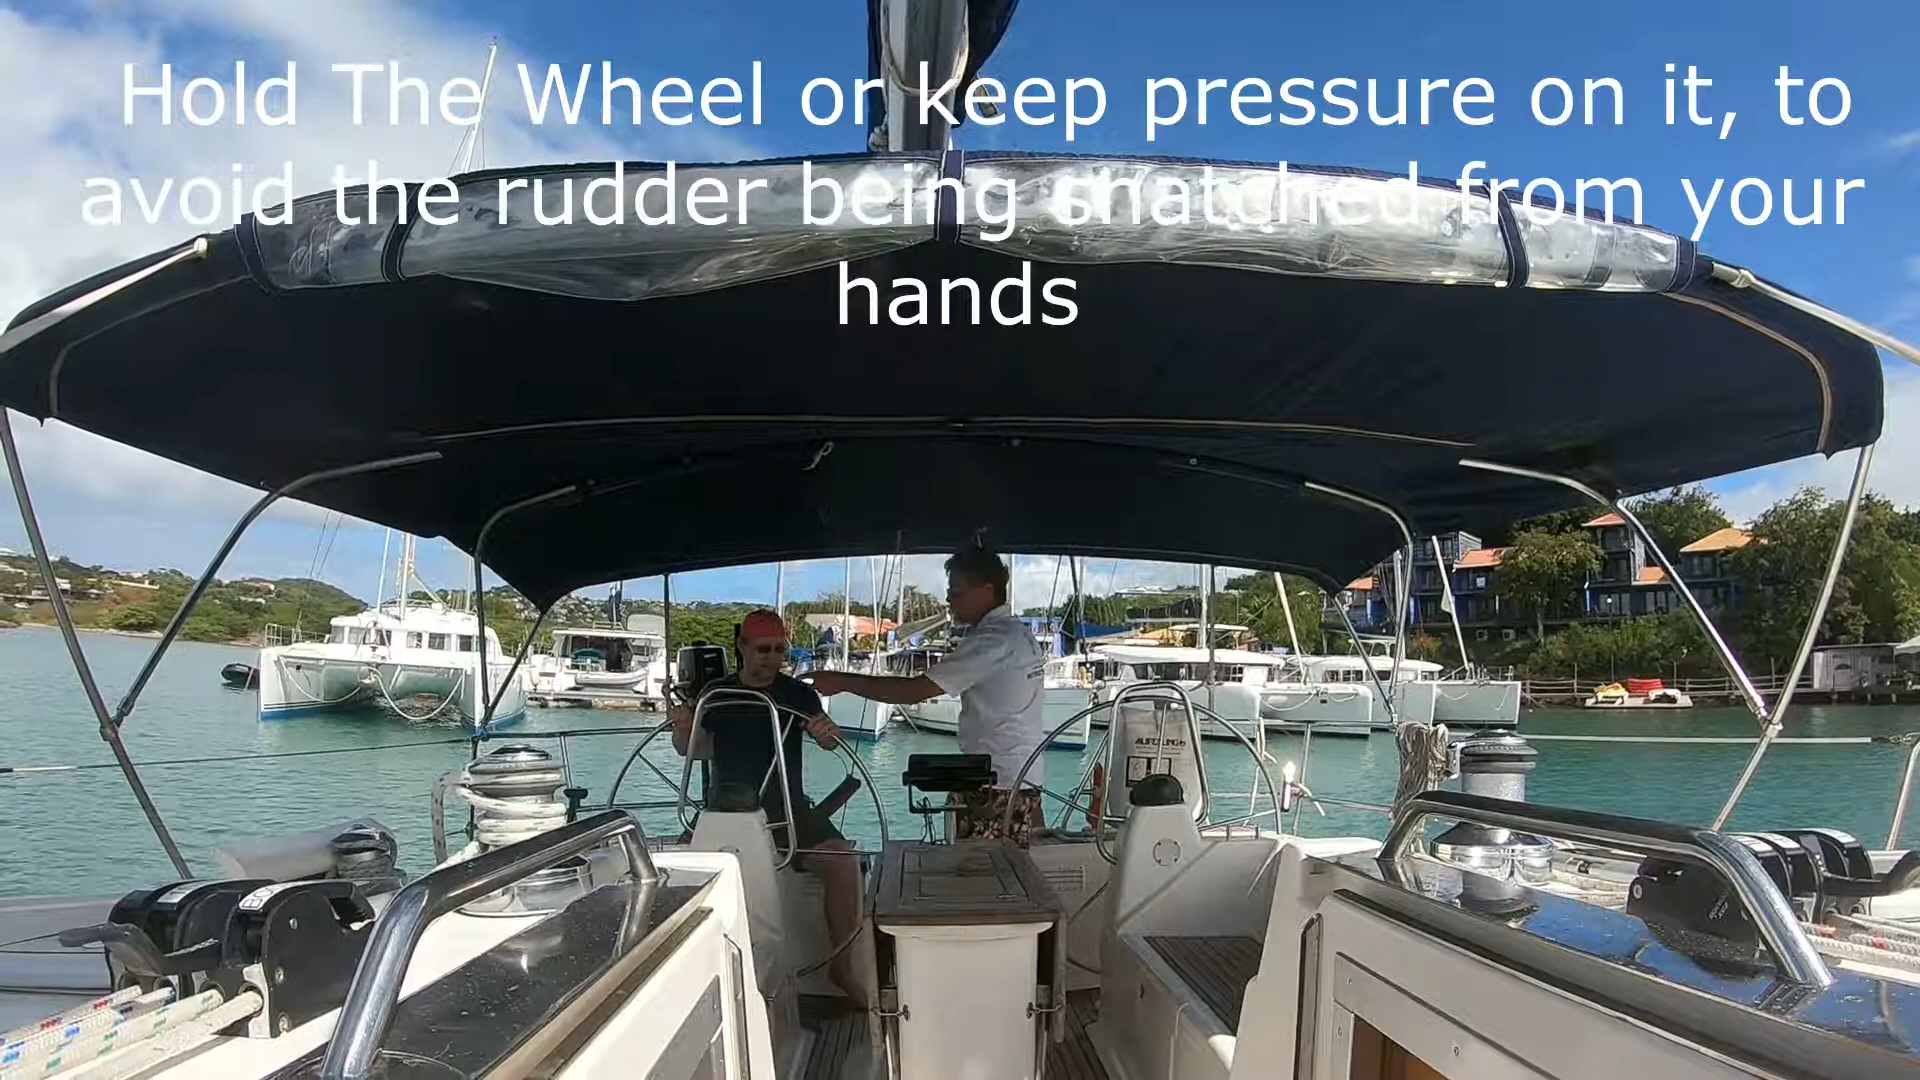 Hold The Wheel or keep pressure on it, to
avoid the rudder being snatched from your
hands